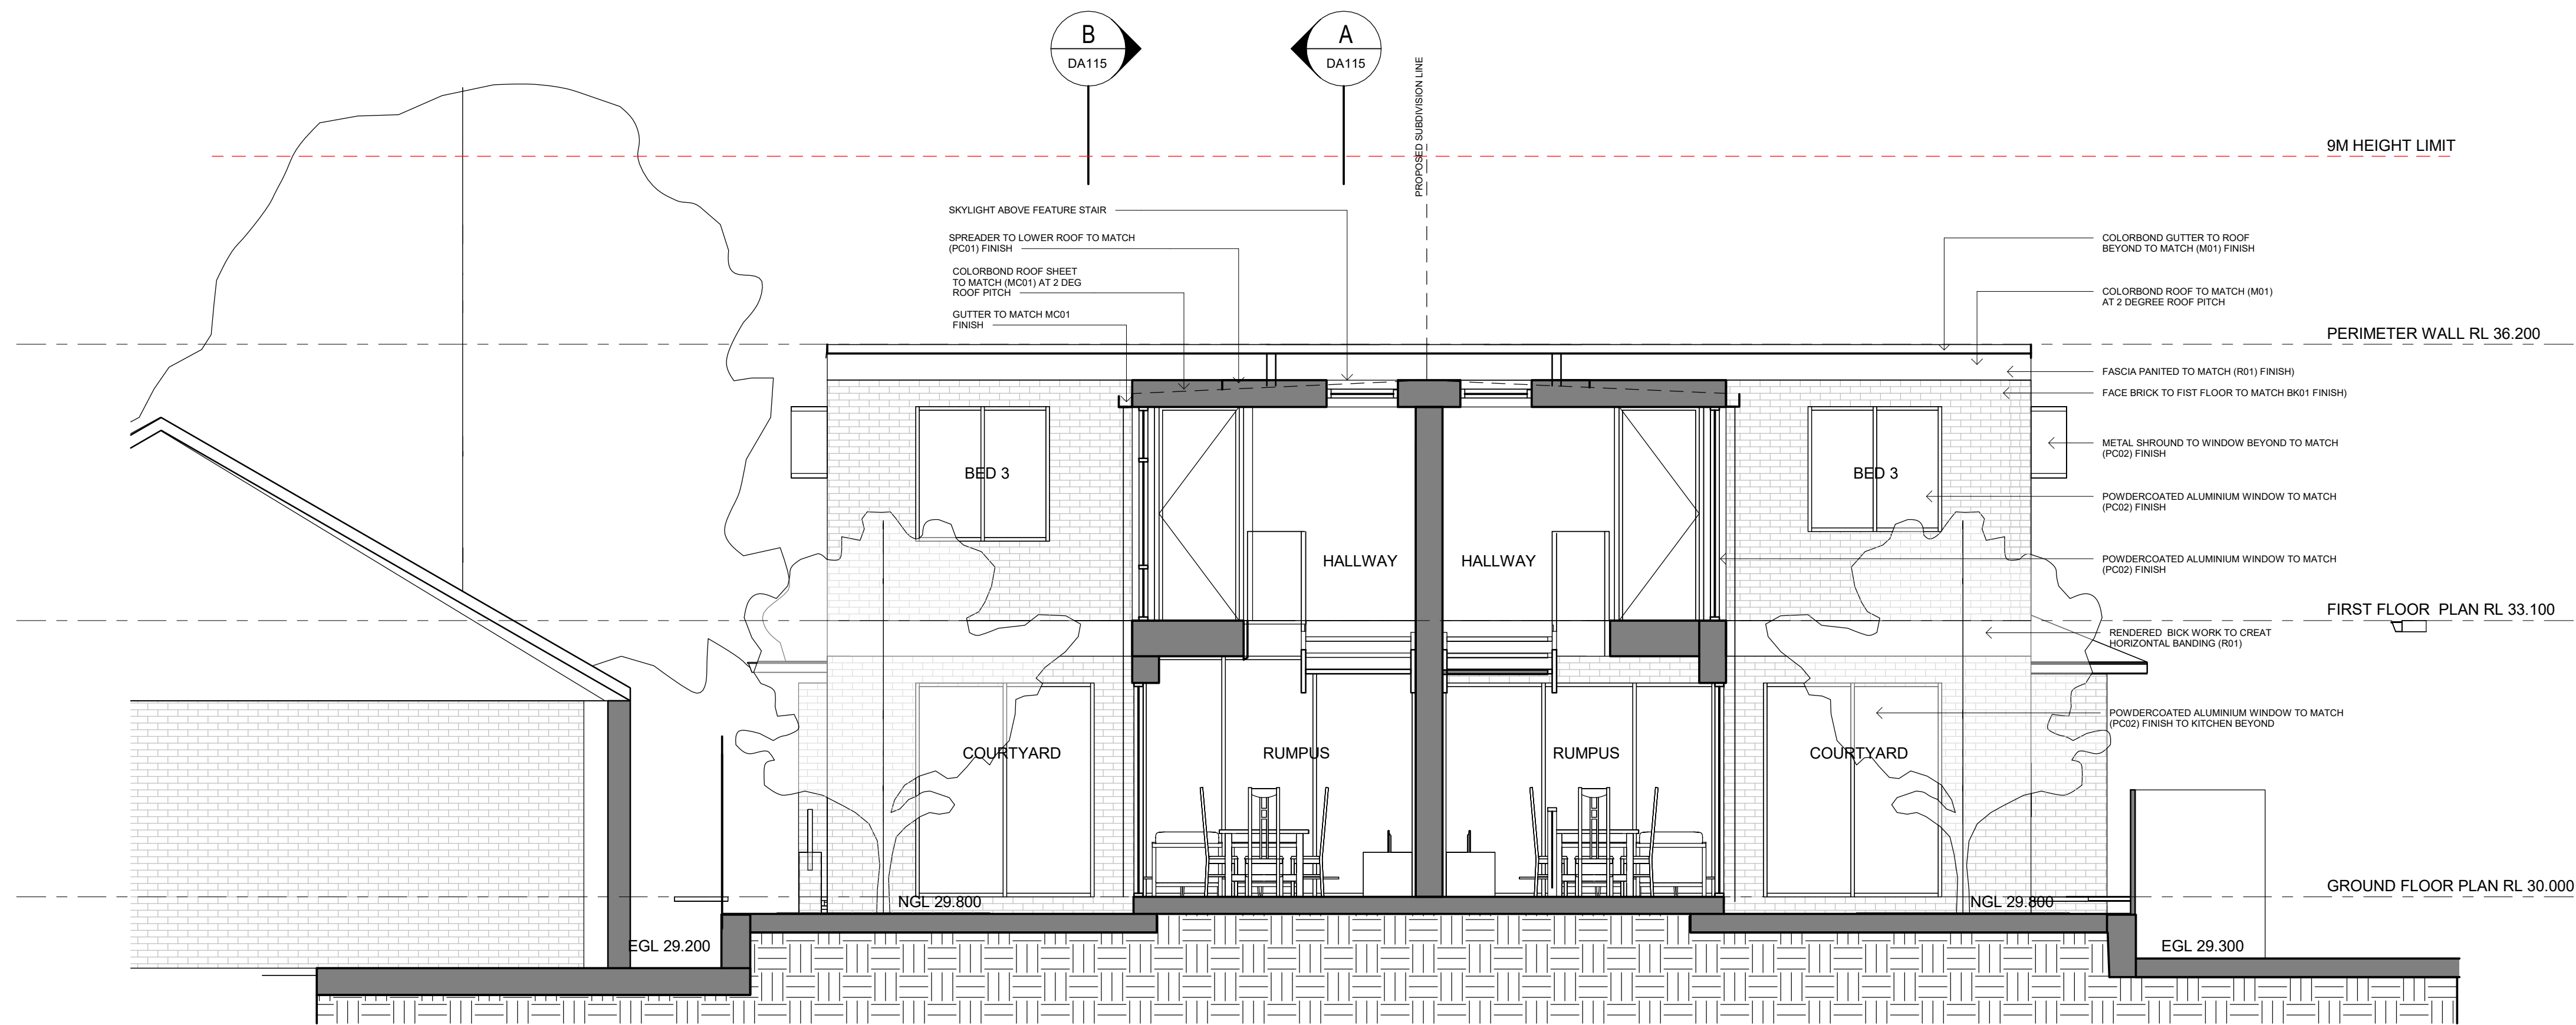 B
DA115
A
DA115
PROPOSED SUBDIVISION LINE
9M HEIGHT LIMIT
SKYLIGHT ABOVE FEATURE STAIR
SPREADER TO LOWER ROOF TO MATCH
(PC01) FINISH
COLORBOND ROOF SHEET
TO MATCH (MC01) AT 2 DEG
ROOF PITCH
GUTTER TO MATCH MC01
FINISH
COLORBOND GUTTER TO ROOF
BEYOND TO MATCH (M01) FINISH
COLORBOND ROOF TO MATCH (M01)
AT 2 DEGREE ROOF PITCH
PERIMETER WALL RL 36.200
FASCIA PANITED TO MATCH (R01) FINISH)
FACE BRICK TO FIST FLOOR TO MATCH BK01 FINISH)
METAL SHROUND TO WINDOW BEYOND TO MATCH
(PC02) FINISH
BED 3
BED 3
POWDERCOATED ALUMINIUM WINDOW TO MATCH
(PC02) FINISH
HALLWAY
HALLWAY
POWDERCOATED ALUMINIUM WINDOW TO MATCH
(PC02) FINISH
FIRST FLOOR  PLAN RL 33.100
RENDERED  BICK WORK TO CREAT
HORIZONTAL BANDING (R01)
POWDERCOATED ALUMINIUM WINDOW TO MATCH
(PC02) FINISH TO KITCHEN BEYOND
COURTYARD
RUMPUS
RUMPUS
COURTYARD
GROUND FLOOR PLAN RL 30.000
NGL 29.800
NGL 29.800
EGL 29.200
EGL 29.300